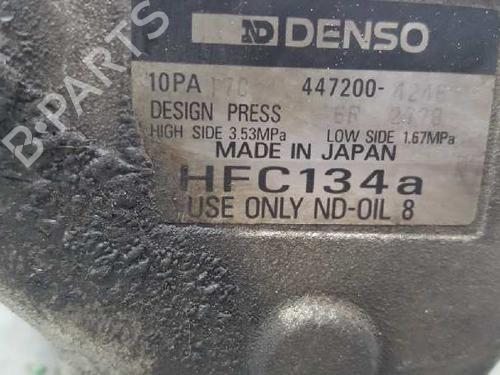 ND DENSO
10PA17C 447200-
DESIGN PRESS
HIGH SIDE 3.53MPa LOW SIDE 1.67MPa
MADE IN JAPAN
HFC134a
USE ONLY ND-OIL 8
B-PARTS